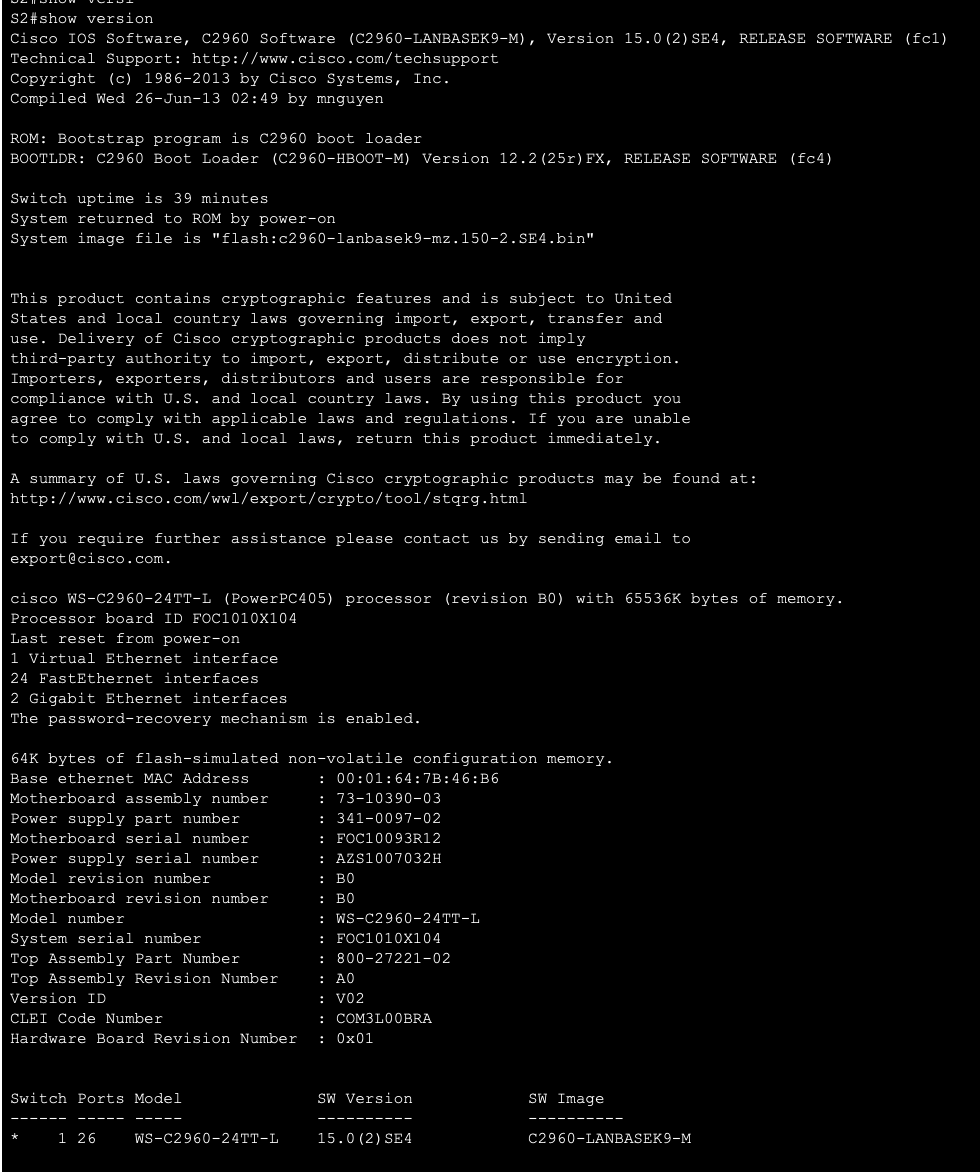 S2#show versi
S2#show version
Cisco IOS Software, C2960 Software (C2960-LANBASEK9-M), Version 15.0(2)SE4, RELEASE SOFTWARE (fc1)
Technical Support: http://www.cisco.com/techsupport
Copyright (c) 1986-2013 by Cisco Systems, Inc.
Compiled Wed 26-Jun-13 02:49 by mnguyen

ROM: Bootstrap program is C2960 boot loader
BOOTLDR: C2960 Boot Loader (C2960-HBOOT-M) Version 12.2(25r)FX, RELEASE SOFTWARE (fc4)

Switch uptime is 39 minutes
System returned to ROM by power-on
System image file is "flash:c2960-lanbasek9-mz.150-2.SE4.bin"

This product contains cryptographic features and is subject to United
States and local country laws governing import, export, transfer and
use. Delivery of Cisco cryptographic products does not imply
third-party authority to import, export, distribute or use encryption.
Importers, exporters, distributors and users are responsible for
compliance with U.S. and local country laws. By using this product you
agree to comply with applicable laws and regulations. If you are unable
to comply with U.S. and local laws, return this product immediately.

A summary of U.S. laws governing Cisco cryptographic products may be found at:
http://www.cisco.com/wwl/export/crypto/tool/stqrg.html

If you require further assistance please contact us by sending email to
export@cisco.com.

cisco WS-C2960-24TT-L (PowerPC405) processor (revision B0) with 65536K bytes of memory.
Processor board ID FOC1010X104
Last reset from power-on
1 Virtual Ethernet interface
24 FastEthernet interfaces
2 Gigabit Ethernet interfaces
The password-recovery mechanism is enabled.

64K bytes of flash-simulated non-volatile configuration memory.
Base ethernet MAC Address       : 00:01:64:7B:46:B6
Motherboard assembly number     : 73-10390-03
Power supply part number        : 341-0097-02
Motherboard serial number       : FOC10093R12
Power supply serial number      : AZS1007032H
Model revision number           : B0
Motherboard revision number     : B0
Model number                    : WS-C2960-24TT-L
System serial number            : FOC1010X104
Top Assembly Part Number        : 800-27221-02
Top Assembly Revision Number    : A0
Version ID                      : V02
CLEI Code Number                : COM3L00BRA
Hardware Board Revision Number  : 0x01

Switch Ports Model              SW Version            SW Image
------ ----- -----              ----------            ----------
*    1 26    WS-C2960-24TT-L    15.0(2)SE4            C2960-LANBASEK9-M